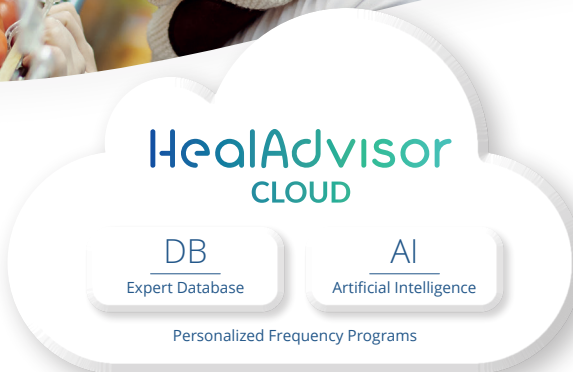 HealAdvisor
CLOUD
DB
Expert Database
AI
Artificial Intelligence
Personalized Frequency Programs